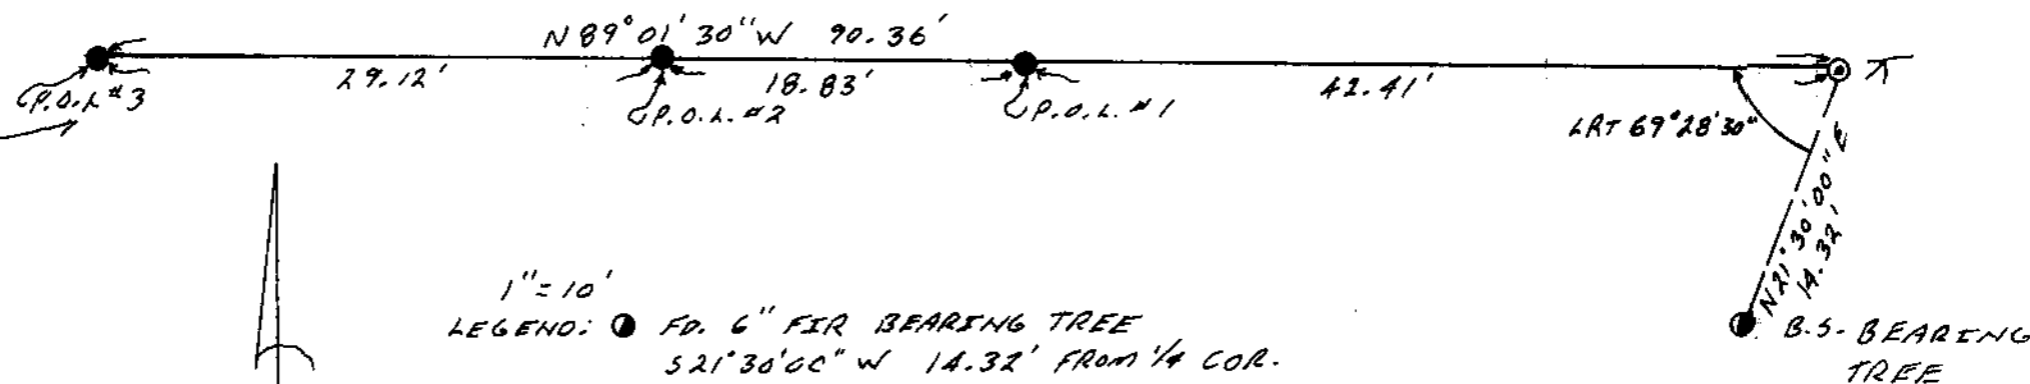 N 89° 01' 30" W 90.36'
29.12'
18.83'
42.41'
P.O.L #3
P.O.L. #2
P.O.L. #1
LRT 69°28'30"
N 21° 30' 00" E
14.32'
1" = 10'
LEGEND: FD. 6" FIR BEARING TREE
S21°30'00" W 14.32' FROM 1/4 COR.
B.S. - BEARING
TREE